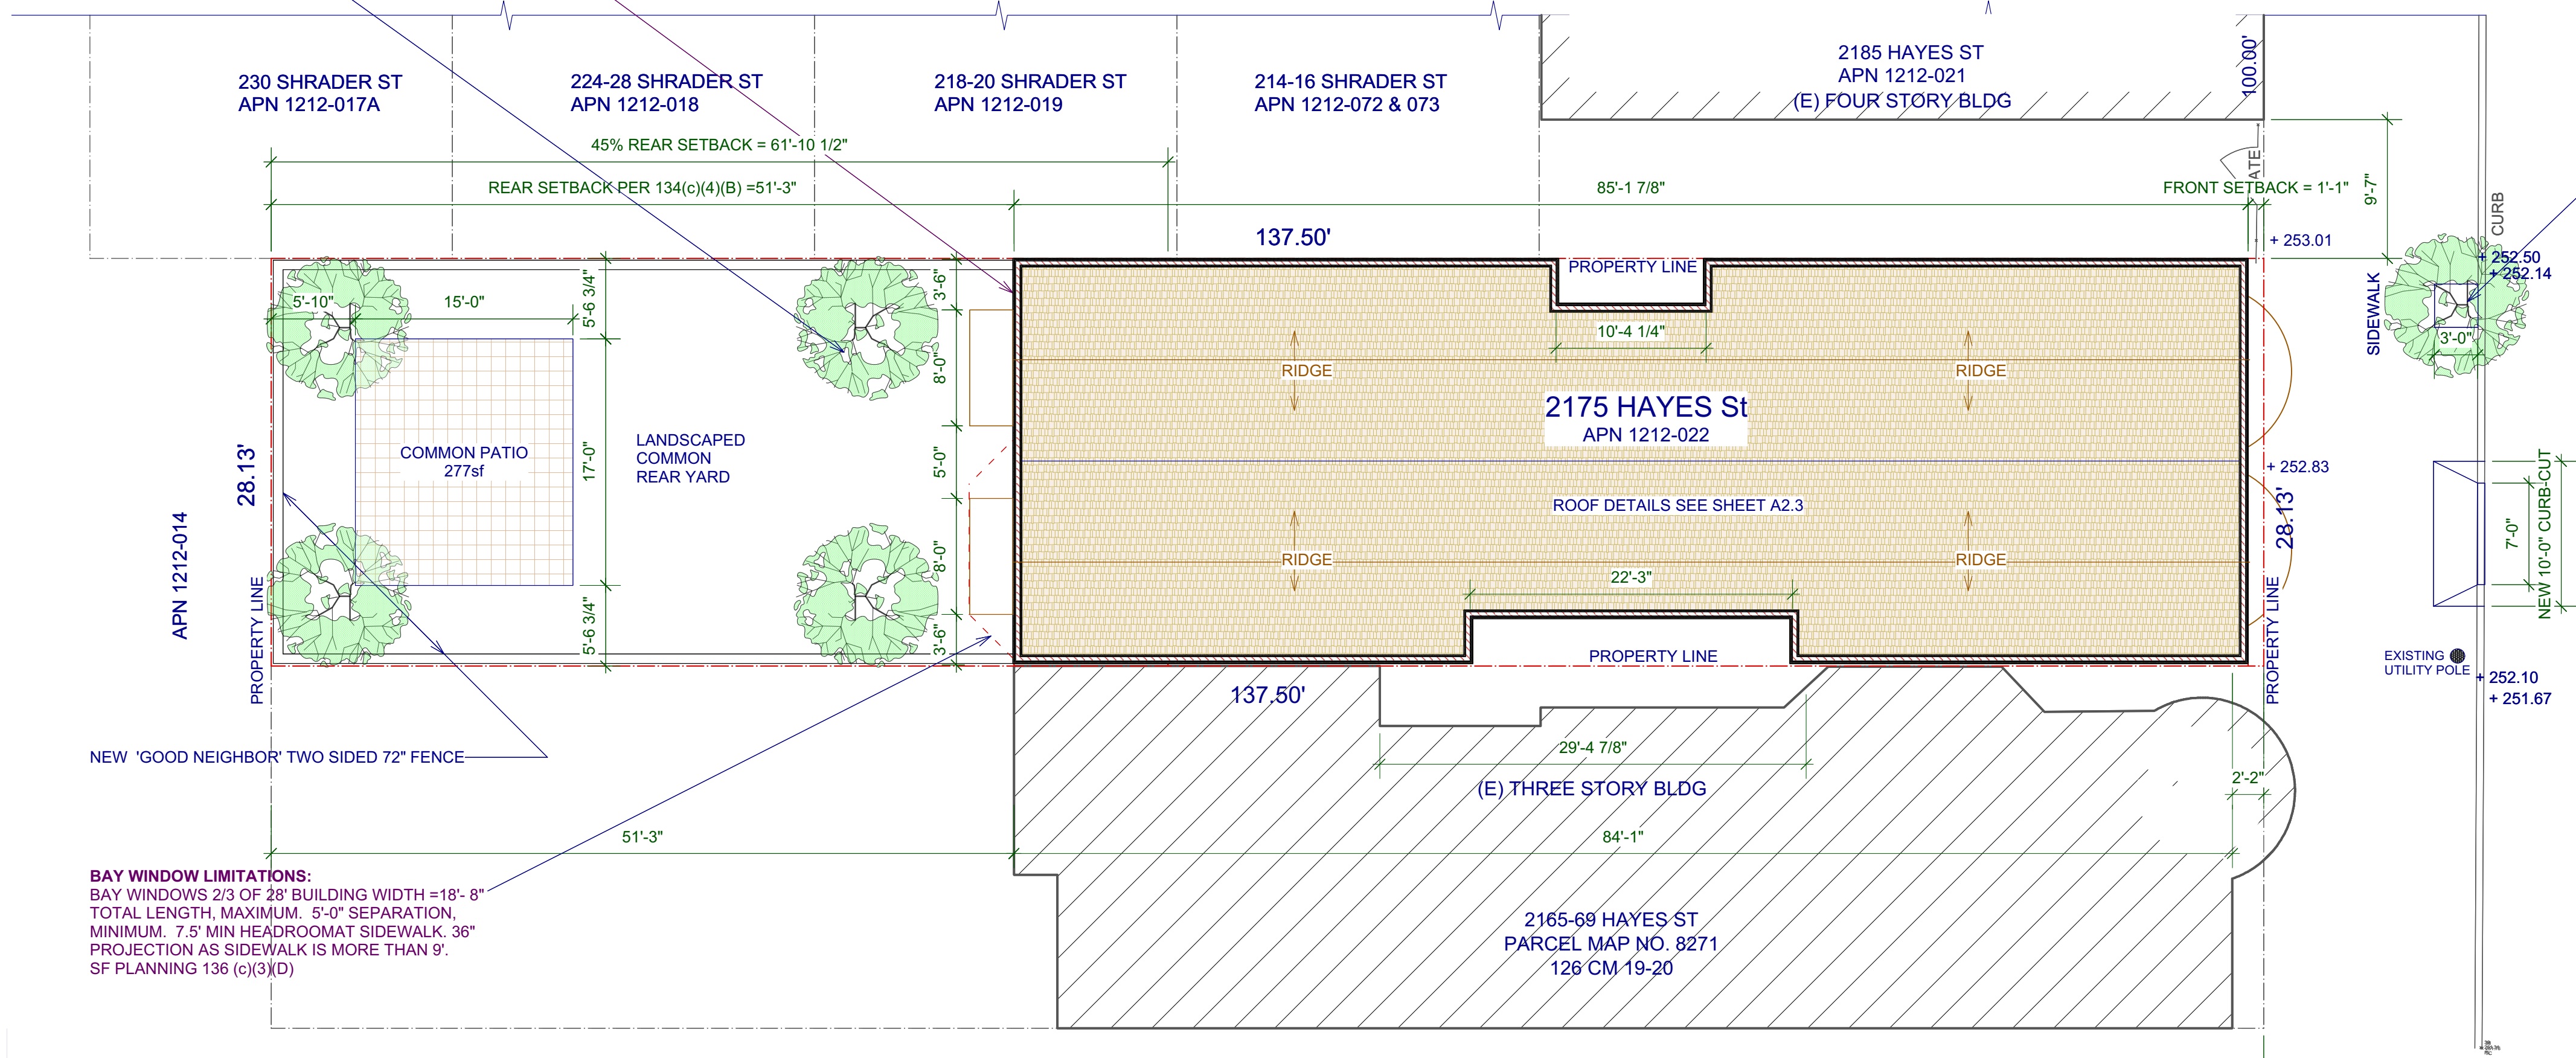 230 SHRADER ST
APN 1212-017A
224-28 SHRADER ST
APN 1212-018
218-20 SHRADER ST
APN 1212-019
214-16 SHRADER ST
APN 1212-072 & 073
2185 HAYES ST
APN 1212-021
(E) FOUR STORY BLDG
100.00'
45% REAR SETBACK = 61'-10 1/2"
REAR SETBACK PER 134(c)(4)(B) =51'-3"
85'-1 7/8"
FRONT SETBACK = 1'-1"
ATE
9'-7"
CURB
137.50'
+ 253.01
+ 252.50
+ 252.14
PROPERTY LINE
5'-10"
15'-0"
5'-6 3/4"
3'-6"
10'-4 1/4"
SIDEWALK
3'-0"
8'-0"
RIDGE
RIDGE
2175 HAYES St
APN 1212-022
28.13'
COMMON PATIO
277sf
17'-0"
LANDSCAPED
COMMON
REAR YARD
5'-0"
+ 252.83
28.13'
ROOF DETAILS SEE SHEET A2.3
7'-0"
NEW 10'-0" CURB-CUT
APN 1212-014
PROPERTY LINE
8'-0"
RIDGE
RIDGE
22'-3"
5'-6 3/4"
3'-6"
PROPERTY LINE
PROPERTY LINE
EXISTING
UTILITY POLE
+ 252.10
+ 251.67
137.50'
NEW 'GOOD NEIGHBOR' TWO SIDED 72" FENCE
29'-4 7/8"
(E) THREE STORY BLDG
2'-2"
51'-3"
84'-1"
BAY WINDOW LIMITATIONS:
BAY WINDOWS 2/3 OF 28' BUILDING WIDTH =18'- 8"
TOTAL LENGTH, MAXIMUM. 5'-0" SEPARATION,
MINIMUM. 7.5' MIN HEADROOMAT SIDEWALK. 36"
PROJECTION AS SIDEWALK IS MORE THAN 9'.
SF PLANNING 136 (c)(3)(D)
2165-69 HAYES ST
PARCEL MAP NO. 8271
126 CM 19-20